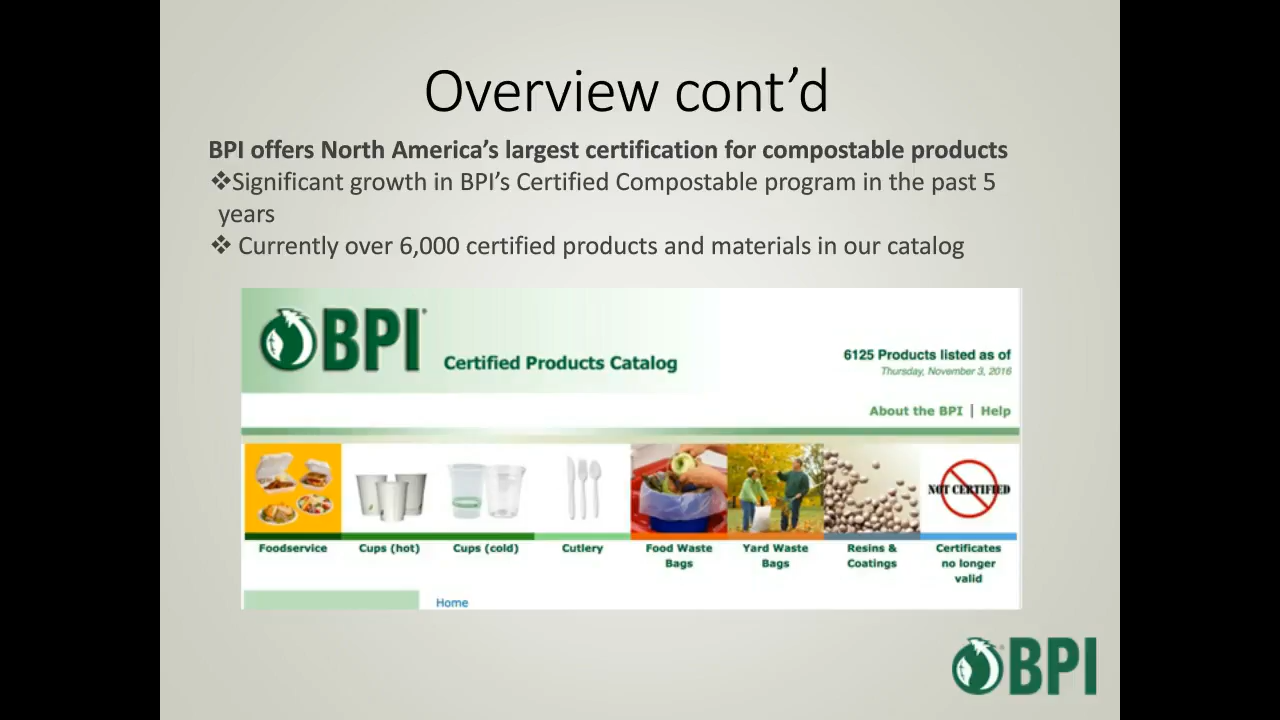 Overview cont’d
BPI offers North America’s largest certification for compostable products
❖Significant growth in BPI’s Certified Compostable program in the past 5
years
❖ Currently over 6,000 certified products and materials in our catalog
BPI
Certified Products Catalog
6125 Products listed as of
Thursday, November 3, 2016
About the BPI | Help
NOT CERTIFIED
Foodservice
Cups (hot)
Cups (cold)
Cutlery
Food Waste
Bags
Yard Waste
Bags
Resins &
Coatings
Certificates
no longer
valid
Home
BPI